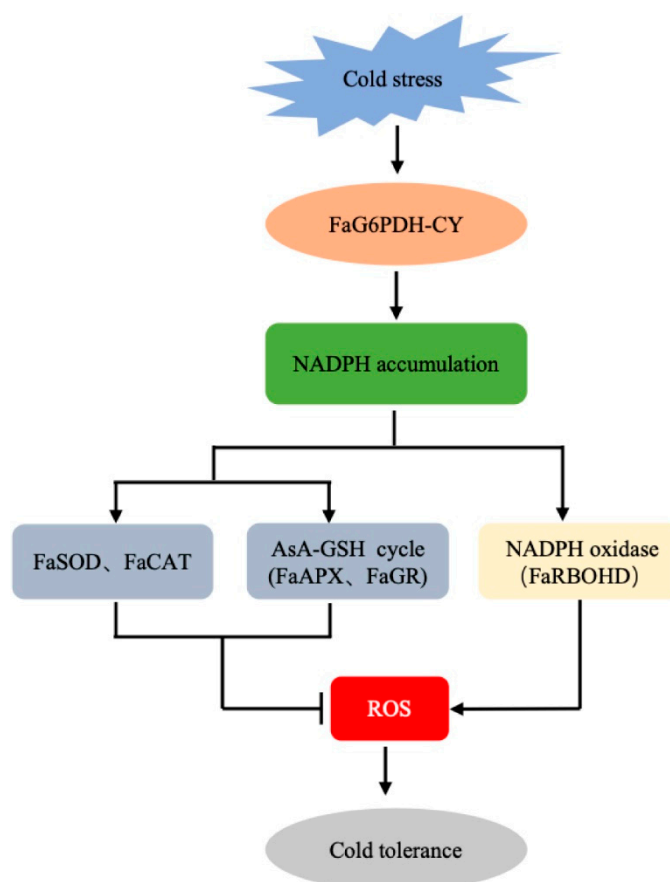 Cold stress
FaG6PDH-CY
NADPH accumulation
FaSOD、FaCAT
AsA-GSH cycle
(FaAPX、FaGR)
NADPH oxidase
（FaRBOHD）
ROS
Cold tolerance